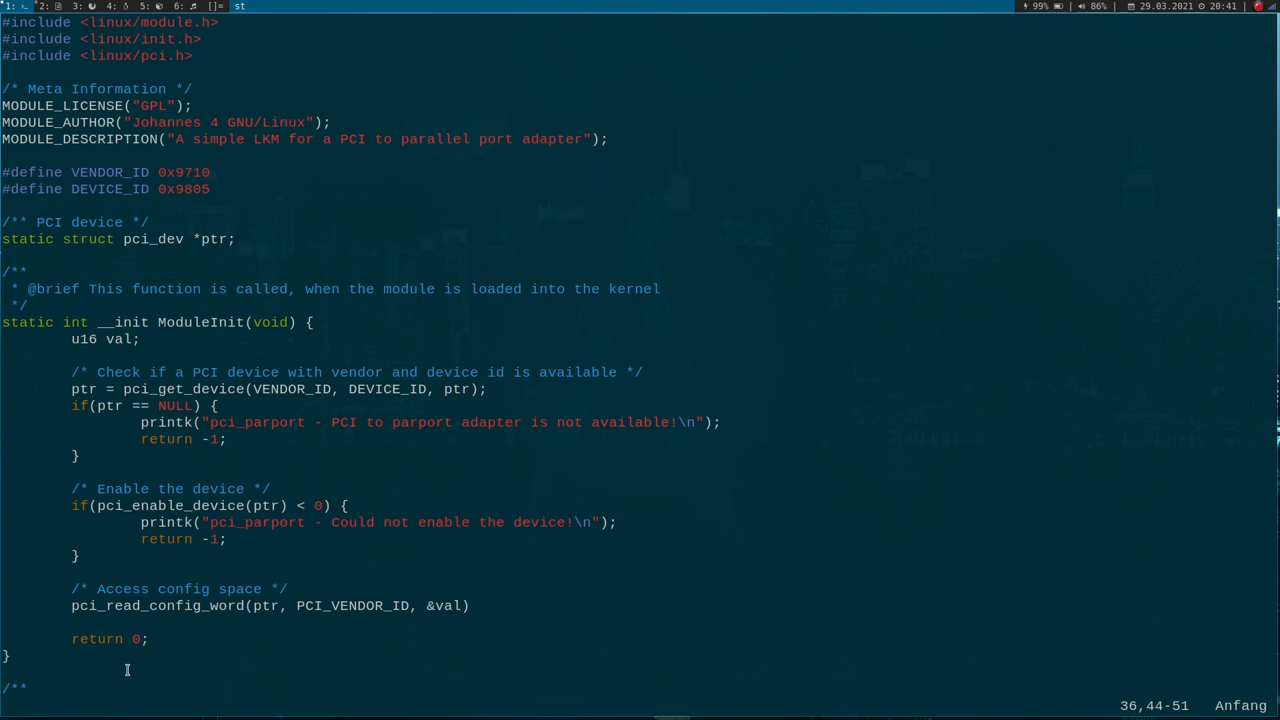 1: 2: 3: 4: 5: 6: []= st 99% | 86% | 29.03.2021 20:41 |
#include <linux/module.h>
#include <linux/init.h>
#include <linux/pci.h>
/* Meta Information */
MODULE_LICENSE("GPL");
MODULE_AUTHOR("Johannes 4 GNU/Linux");
MODULE_DESCRIPTION("A simple LKM for a PCI to parallel port adapter");
#define VENDOR_ID 0x9710
#define DEVICE_ID 0x9805
/** PCI device */
static struct pci_dev *ptr;
/**
 * @brief This function is called, when the module is loaded into the kernel
 */
static int __init ModuleInit(void) {
        u16 val;
        /* Check if a PCI device with vendor and device id is available */
        ptr = pci_get_device(VENDOR_ID, DEVICE_ID, ptr);
        if(ptr == NULL) {
                printk("pci_parport - PCI to parport adapter is not available!\n");
                return -1;
        }
        /* Enable the device */
        if(pci_enable_device(ptr) < 0) {
                printk("pci_parport - Could not enable the device!\n");
                return -1;
        }
        /* Access config space */
        pci_read_config_word(ptr, PCI_VENDOR_ID, &val)
        return 0;
}
/**
36,44-51 Anfang